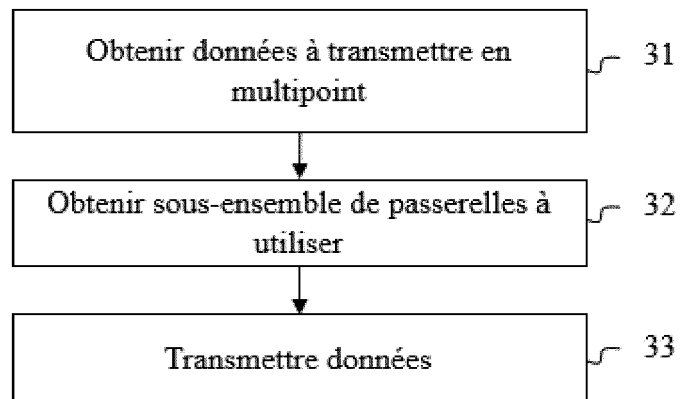 Obtenir données à transmettre en
multipoint
31
Obtenir sous-ensemble de passerelles à
utiliser
32
Transmettre données
33